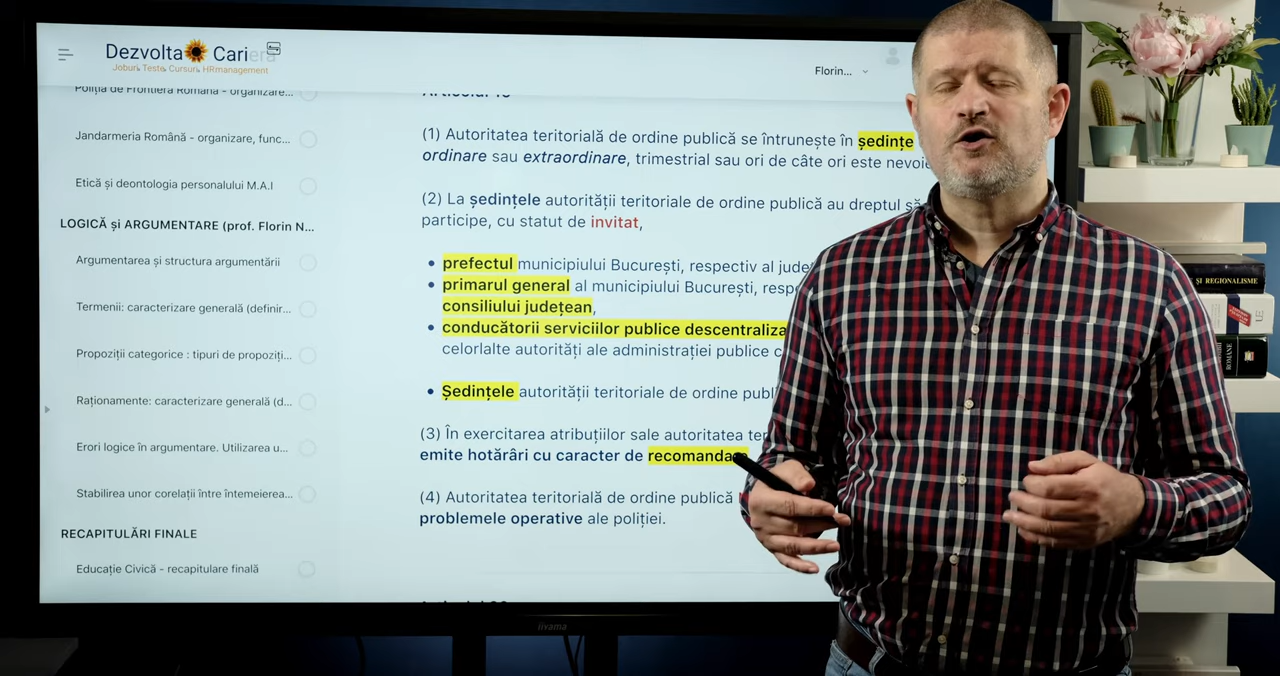 Dezvolta Cariera
Joburi, Teste, Cursuri, HRmanagement
Florin...
Poliția de Frontieră Română - organizare...
Jandarmeria Română - organizare, func...
Etică și deontologia personalului M.A.I
LOGICĂ și ARGUMENTARE (prof. Florin N...
Argumentarea și structura argumentării
Termenii: caracterizare generală (definir...
Propoziții categorice : tipuri de propoziți...
Raționamente: caracterizare generală (d...
Erori logice în argumentare. Utilizarea u...
Stabilirea unor corelații între întemeierea...
RECAPITULĂRI FINALE
Educație Civică - recapitulare finală
(1) Autoritatea teritorială de ordine publică se întrunește în ședințe
ordinare sau extraordinare, trimestrial sau ori de câte ori este nevoie
(2) La ședințele autorității teritoriale de ordine publică au dreptul să
participe, cu statut de invitat,
• prefectul municipiului București, respectiv al
• primarul general al municipiului București,
consiliului județean,
• conducătorii serviciilor publice
celorlalte autorități ale administrației publice
• Ședințele autorității teritoriale de ordine
(3) În exercitarea atribuțiilor sale autoritatea
emite hotărâri cu caracter de
(4) Autoritatea teritorială de ordine publică
problemele operative ale poliției.
iiyama
ȘI REGIONALISME
UE
ROMÂNE